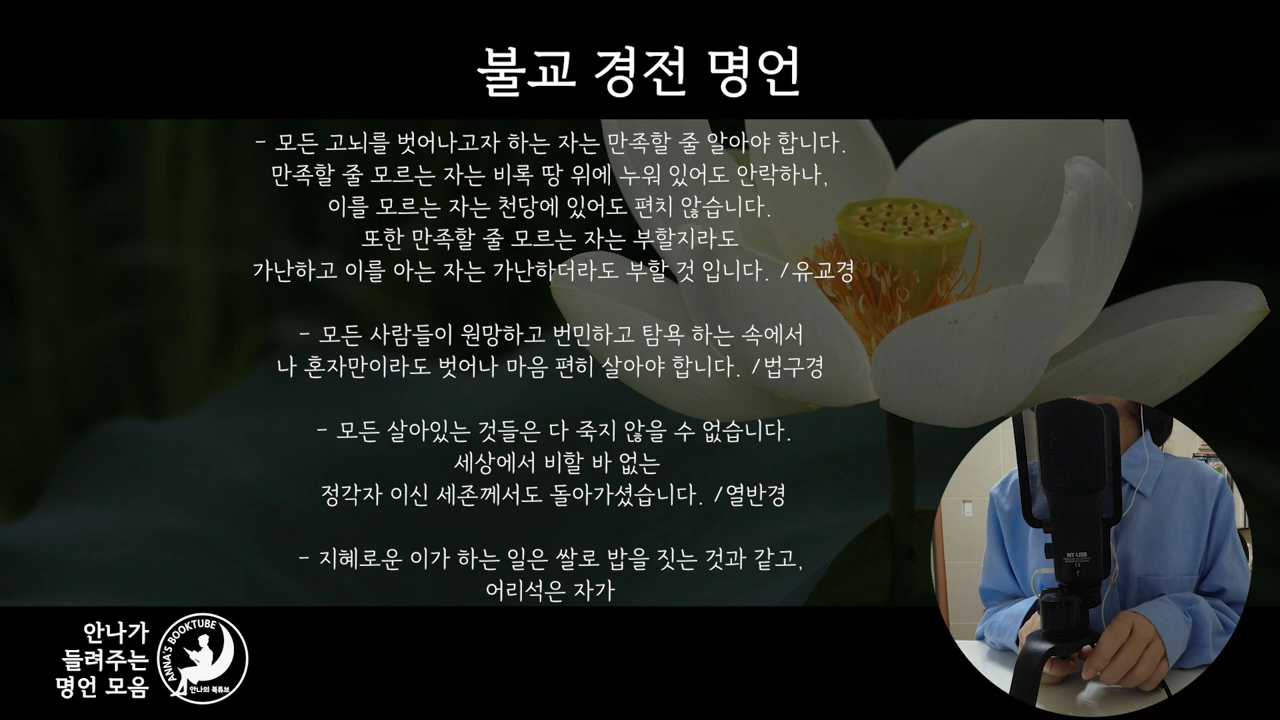 불교 경전 명언
- 모든 고뇌를 벗어나고자 하는 자는 만족할 줄 알아야 합니다.
만족할 줄 모르는 자는 비록 땅 위에 누워 있어도 안락하나,
이를 모르는 자는 천당에 있어도 편치 않습니다.
또한 만족할 줄 모르는 자는 부할지라도
가난하고 이를 아는 자는 가난하더라도 부할 것 입니다. /유교경
- 모든 사람들이 원망하고 번민하고 탐욕 하는 속에서
나 혼자만이라도 벗어나 마음 편히 살아야 합니다. /법구경
- 모든 살아있는 것들은 다 죽지 않을 수 없습니다.
세상에서 비할 바 없는
정각자 이신 세존께서도 돌아가셨습니다. /열반경
- 지혜로운 이가 하는 일은 쌀로 밥을 짓는 것과 같고,
어리석은 자가
안나가
들려주는
명언 모음
ANNA'S BOOKTUBE
안나의 북튜브
NT-USB